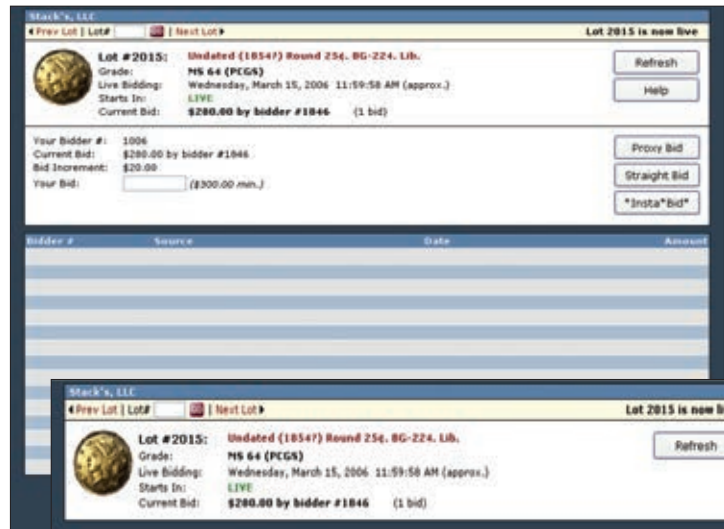 Stack's, LLC
Prev Lot | Lot# | Next Lot Lot 2015 is now live
Lot #2015: Undated (1854?) Round 25¢. BG-224. Lib.
Grade: MS 64 (PCGS)
Live Bidding: Wednesday, March 15, 2006 11:59:58 AM (approx.)
Starts In: LIVE
Current Bid: $280.00 by bidder #1846 (1 bid)
Refresh
Help
Your Bidder #: 1006
Current Bid: $280.00 by bidder #1846
Bid Increment: $20.00
Your Bid: ($300.00 min.)
Proxy Bid
Straight Bid
*Insta*Bid*
Bidder # Source Date Amount
Stack's, LLC
Prev Lot | Lot# | Next Lot Lot 2015 is now li
Lot #2015: Undated (1854?) Round 25¢. BG-224. Lib.
Grade: MS 64 (PCGS)
Live Bidding: Wednesday, March 15, 2006 11:59:58 AM (approx.)
Starts In: LIVE
Current Bid: $280.00 by bidder #1846 (1 bid)
Refresh